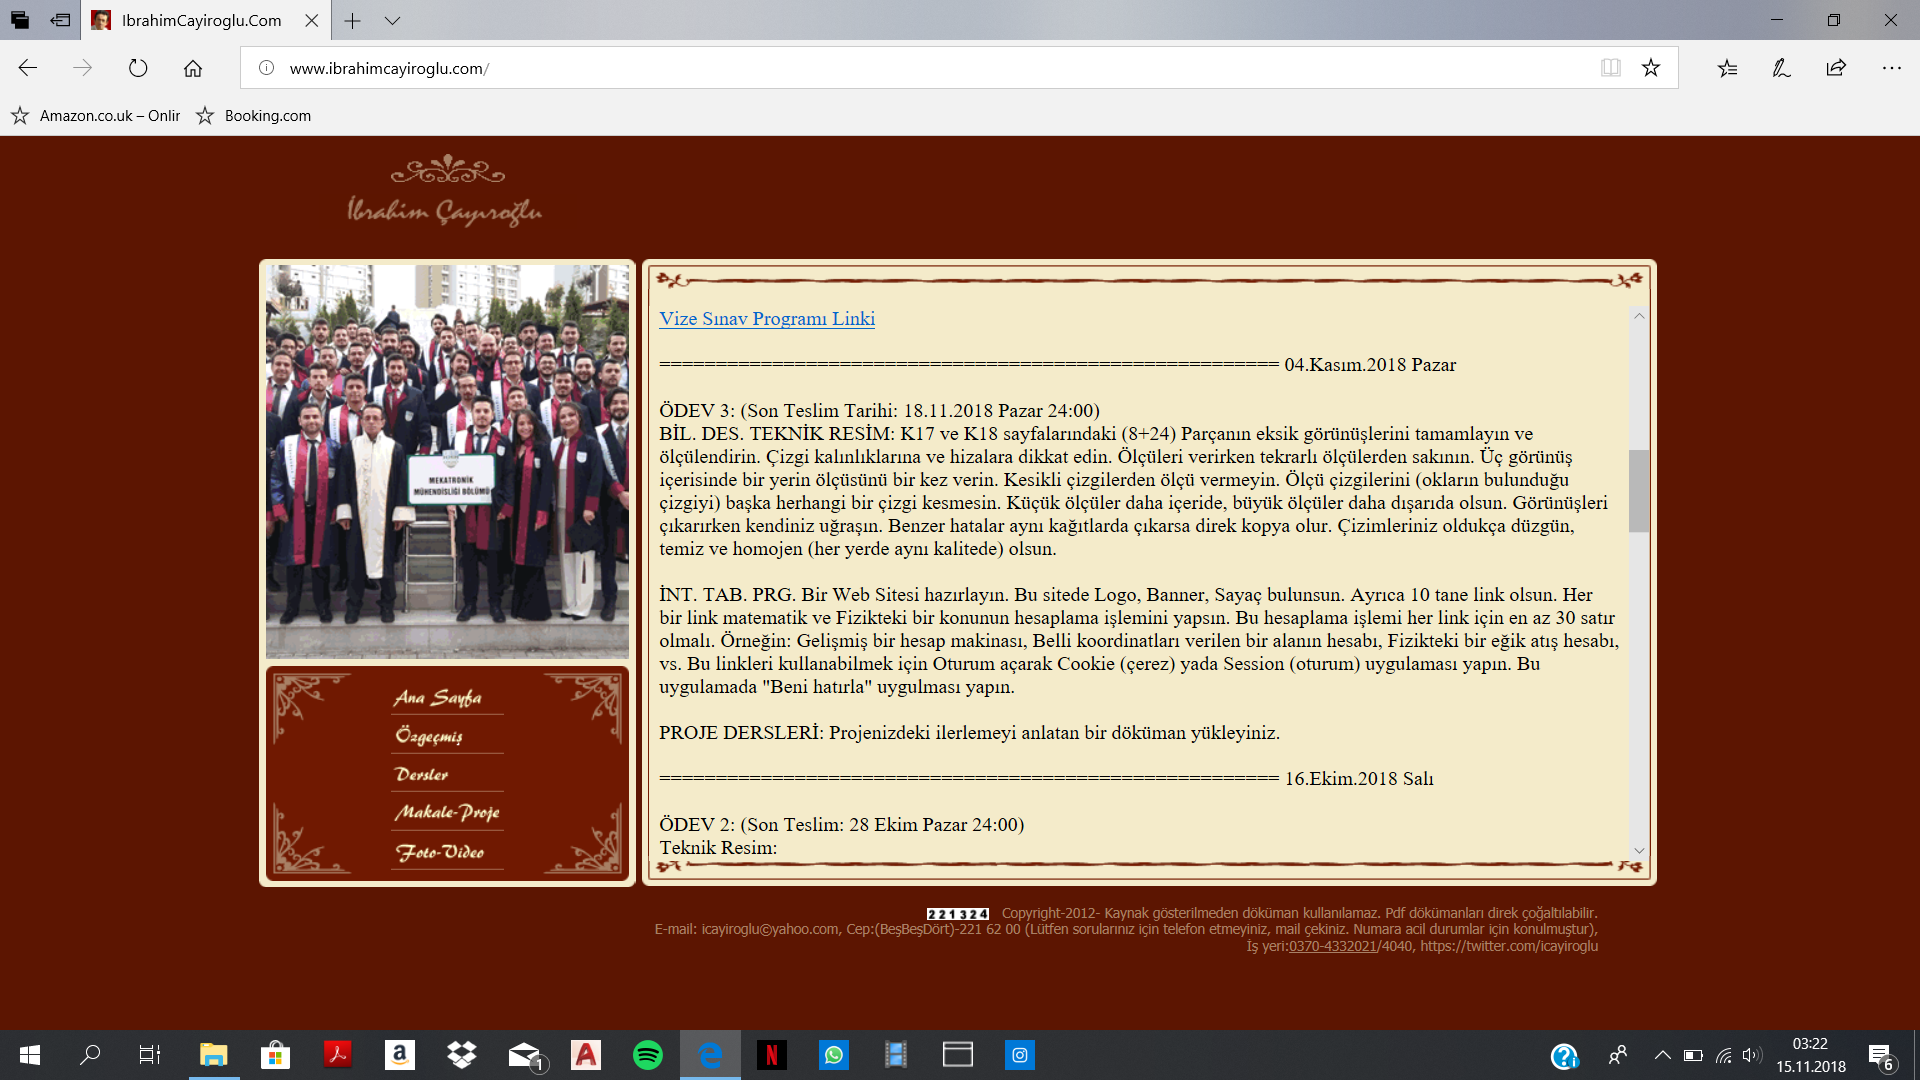 IbrahimCayiroglu.Com
www.ibrahimcayiroglu.com/
Amazon.co.uk – Onlir
Booking.com
İbrahim Çayıroğlu
MEKATRONİK
MÜHENDİSLİĞİ BÖLÜMÜ
Ana Sayfa
Özgeçmiş
Dersler
Makale-Proje
Foto-Video
Vize Sınav Programı Linki
======================================================= 04.Kasım.2018 Pazar
ÖDEV 3: (Son Teslim Tarihi: 18.11.2018 Pazar 24:00)
BİL. DES. TEKNİK RESİM: K17 ve K18 sayfalarındaki (8+24) Parçanın eksik görünüşlerini tamamlayın ve
ölçülendirin. Çizgi kalınlıklarına ve hizalara dikkat edin. Ölçüleri verirken tekrarlı ölçülerden sakının. Üç görünüş
içerisinde bir yerin ölçüsünü bir kez verin. Kesikli çizgilerden ölçü vermeyin. Ölçü çizgilerini (okların bulunduğu
çizgiyi) başka herhangi bir çizgi kesmesin. Küçük ölçüler daha içeride, büyük ölçüler daha dışarıda olsun. Görünüşleri
çıkarırken kendiniz uğraşın. Benzer hatalar aynı kağıtlarda çıkarsa direk kopya olur. Çizimleriniz oldukça düzgün,
temiz ve homojen (her yerde aynı kalitede) olsun.
İNT. TAB. PRG. Bir Web Sitesi hazırlayın. Bu sitede Logo, Banner, Sayaç bulunsun. Ayrıca 10 tane link olsun. Her
bir link matematik ve Fizikteki bir konunun hesaplama işlemini yapsın. Bu hesaplama işlemi her link için en az 30 satır
olmalı. Örneğin: Gelişmiş bir hesap makinası, Belli koordinatları verilen bir alanın hesabı, Fizikteki bir eğik atış hesabı,
vs. Bu linkleri kullanabilmek için Oturum açarak Cookie (çerez) yada Session (oturum) uygulaması yapın. Bu
uygulamada "Beni hatırla" uygulması yapın.
PROJE DERSLERİ: Projenizdeki ilerlemeyi anlatan bir döküman yükleyiniz.
======================================================= 16.Ekim.2018 Salı
ÖDEV 2: (Son Teslim: 28 Ekim Pazar 24:00)
Teknik Resim:
221324 Copyright-2012- Kaynak gösterilmeden döküman kullanılamaz. Pdf dökümanları direk çoğaltılabilir.
E-mail: icayiroglu©yahoo.com, Cep:(BeşBeşDört)-221 62 00 (Lütfen sorularınız için telefon etmeyiniz, mail çekiniz. Numara acil durumlar için konulmuştur),
İş yeri:0370-4332021/4040, https://twitter.com/icayiroglu
1
03:22
15.11.2018
6